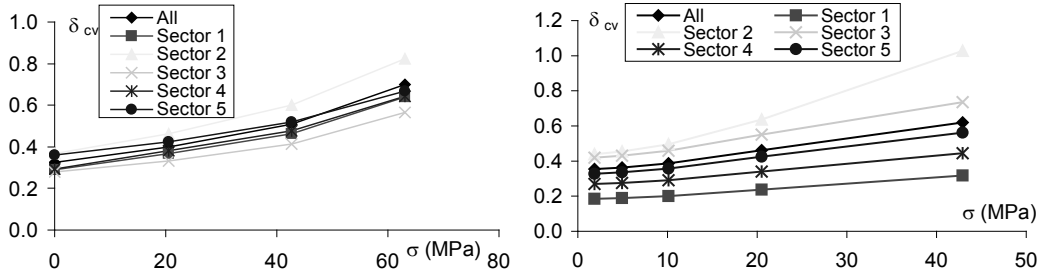 δ cv
All
Sector 1
Sector 2
Sector 3
Sector 4
Sector 5
1.0
0.8
0.6
0.4
0.2
0.0
0
20
40
60
80
σ (MPa)
δ cv
All
Sector 1
Sector 2
Sector 3
Sector 4
Sector 5
1.2
1.0
0.8
0.6
0.4
0.2
0.0
0
10
20
30
40
50
σ (MPa)